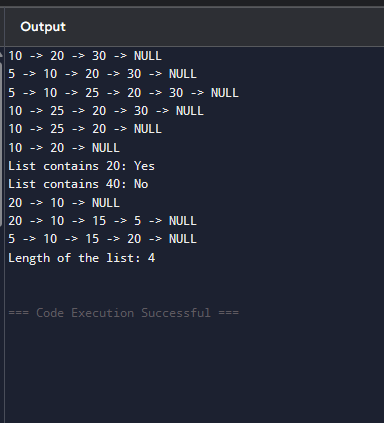 Output
10 -> 20 -> 30 -> NULL
5 -> 10 -> 20 -> 30 -> NULL
5 -> 10 -> 25 -> 20 -> 30 -> NULL
10 -> 25 -> 20 -> 30 -> NULL
10 -> 25 -> 20 -> NULL
10 -> 20 -> NULL
List contains 20: Yes
List contains 40: No
20 -> 10 -> NULL
20 -> 10 -> 15 -> 5 -> NULL
5 -> 10 -> 15 -> 20 -> NULL
Length of the list: 4
=== Code Execution Successful ===